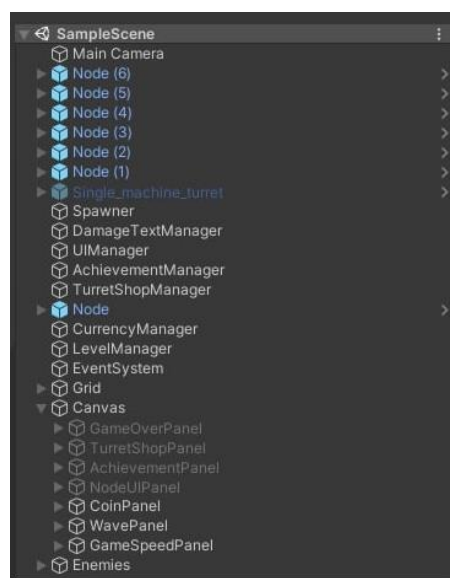 SampleScene
Main Camera
Node (6)
Node (5)
Node (4)
Node (3)
Node (2)
Node (1)
Single_machine_turret
Spawner
DamageTextManager
UIManager
AchievementManager
TurretShopManager
Node
CurrencyManager
LevelManager
EventSystem
Grid
Canvas
GameOverPanel
TurretShopPanel
AchievementPanel
NodeUIPanel
CoinPanel
WavePanel
GameSpeedPanel
Enemies